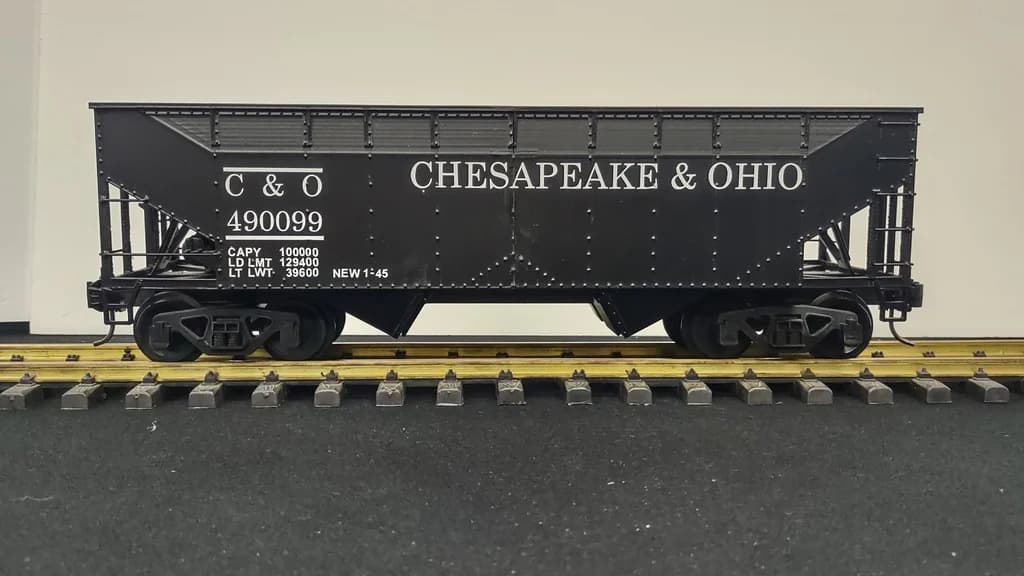 C & O
490099
CAPY 100000
LD LMT 129400
LT LWT 39600 NEW 1-45
CHESAPEAKE & OHIO